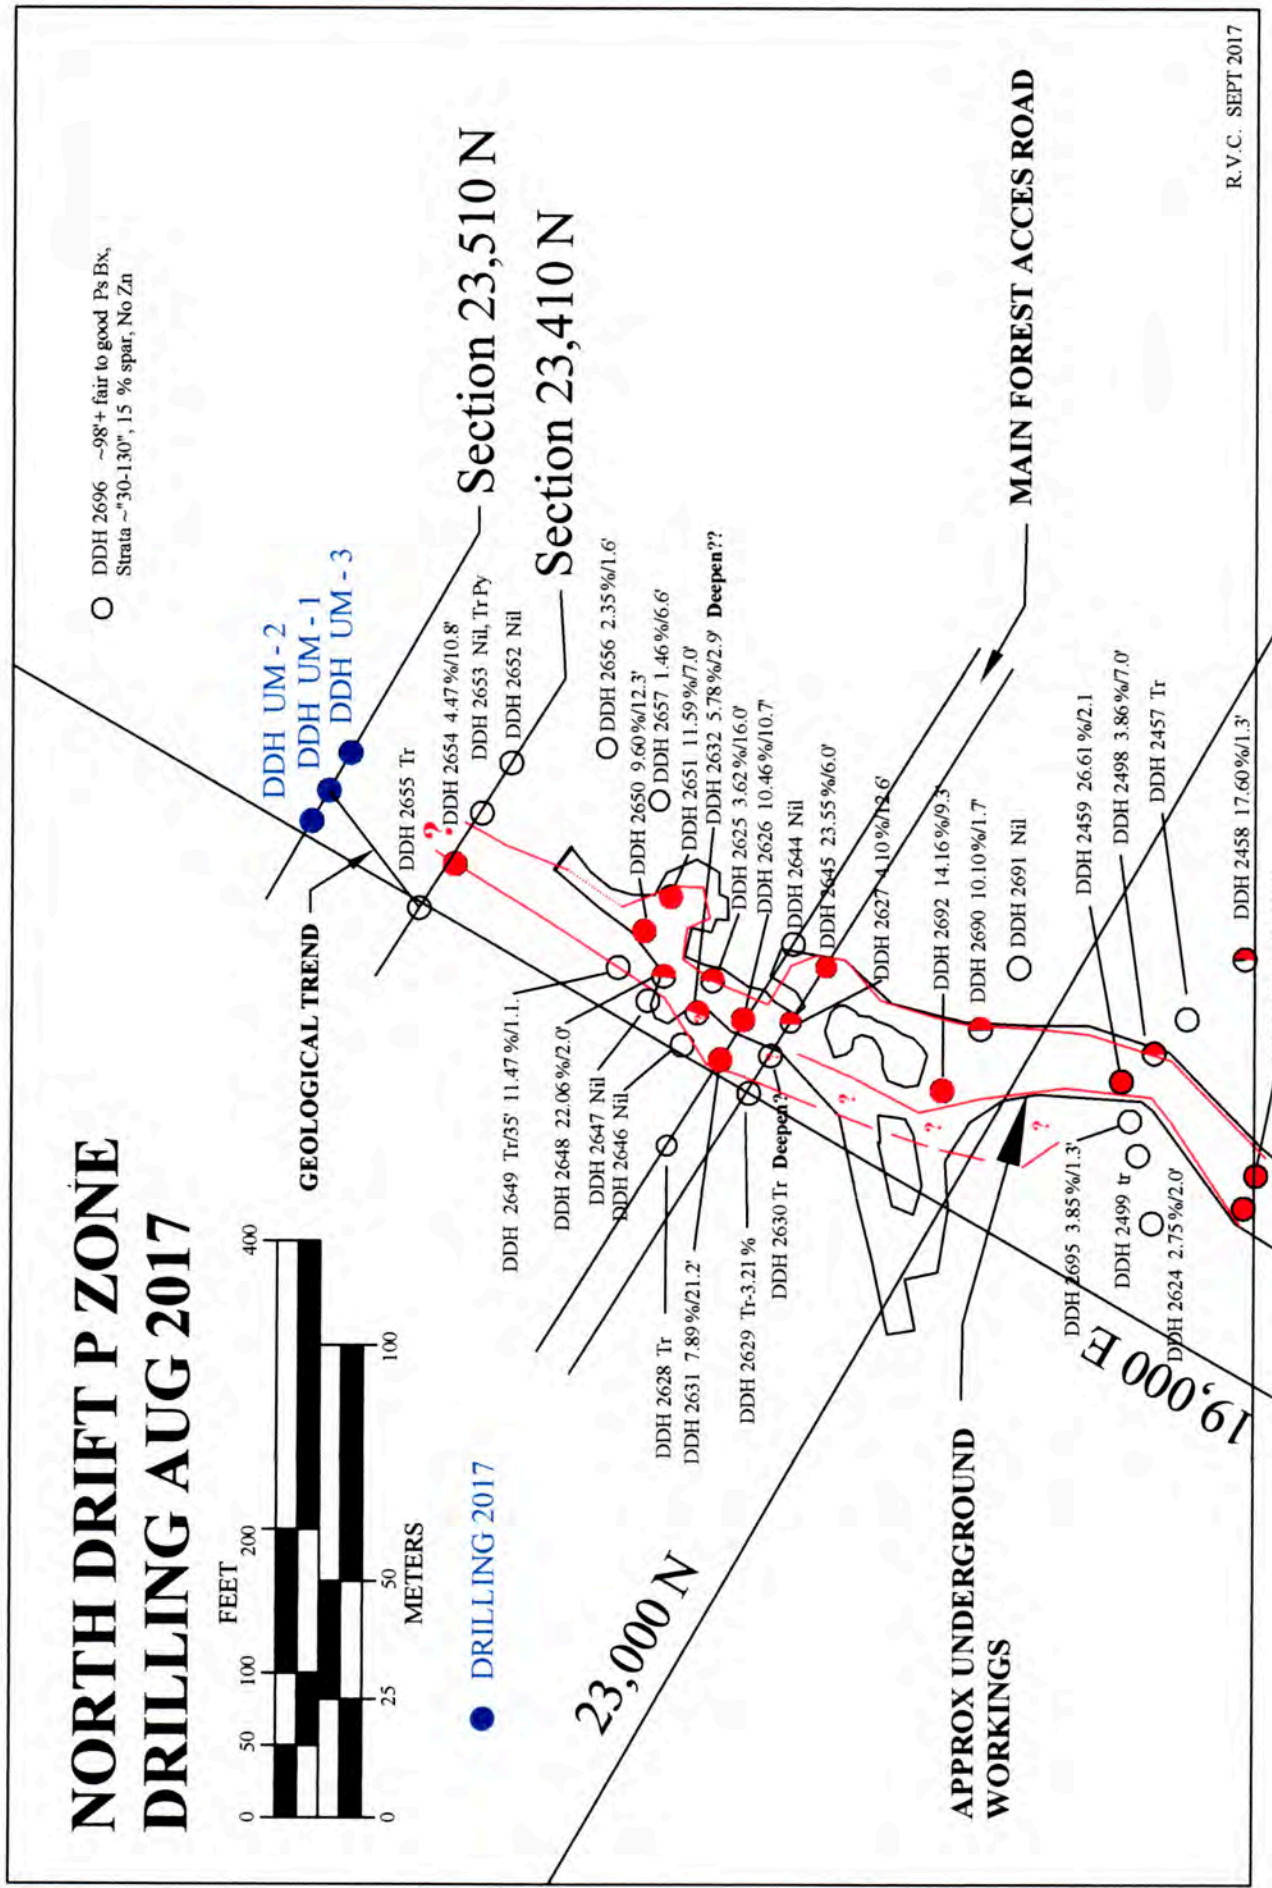 NORTH DRIFT P ZONE
DRILLING AUG 2017
FEET
0
50
100
200
400
0
25
50
100
METERS
DRILLING 2017
DDH 2696 ~98'+ fair to good Ps Bx,
Strata ~"30-130", 15 % spar, No Zn
DDH UM - 2
DDH UM - 1
DDH UM - 3
GEOLOGICAL TREND
Section 23,510 N
Section 23,410 N
DDH 2655 Tr
?
DDH 2654 4.47%/10.8'
DDH 2653 Nil, Tr Py
DDH 2652 Nil
DDH 2656 2.35%/1.6'
DDH 2650 9.60%/12.3'
DDH 2657 1.46%/6.6'
DDH 2651 11.59%/7.0'
DDH 2632 5.78%/2.9' Deepen??
DDH 2625 3.62%/16.0'
DDH 2626 10.46%/10.7'
DDH 2644 Nil
DDH 2645 23.55%/6.0'
DDH 2627 4.10%/12.6'
DDH 2692 14.16%/9.3'
DDH 2690 10.10%/1.7'
DDH 2691 Nil
DDH 2459 26.61%/2.1
DDH 2498 3.86%/7.0'
DDH 2457 Tr
DDH 2458 17.60%/1.3'
DDH 2649 Tr/35' 11.47%/1.1.
DDH 2648 22.06%/2.0'
DDH 2647 Nil
DDH 2646 Nil
DDH 2628 Tr
DDH 2631 7.89%/21.2'
DDH 2629 Tr-3.21%
DDH 2630 Tr Deepen?
?
?
?
?
DDH 2695 3.85%/1.3'
DDH 2499 tr
DDH 2624 2.75%/2.0'
23,000 N
19,000 E
MAIN FOREST ACCES ROAD
APPROX UNDERGROUND
WORKINGS
R.V.C. SEPT 2017